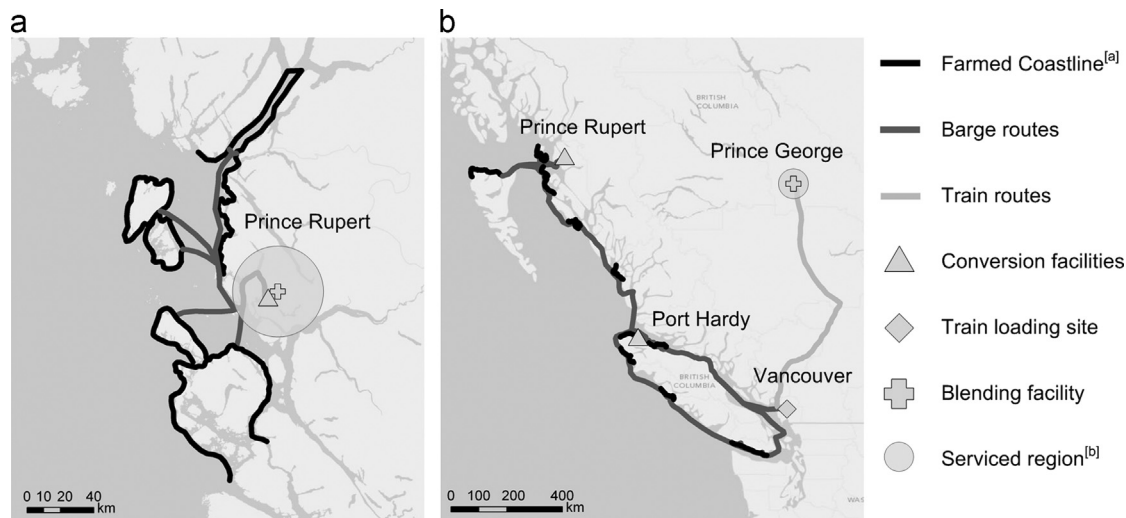 a
Prince Rupert
0 10 20 40
km
b
BRITISH
COLUMBIA
Prince Rupert
Prince George
Port Hardy
BRITISH
COLUMBIA
Vancouver
WAS
0 100 200 400
km
Farmed Coastline[a]
Barge routes
Train routes
Conversion facilities
Train loading site
Blending facility
Serviced region[b]